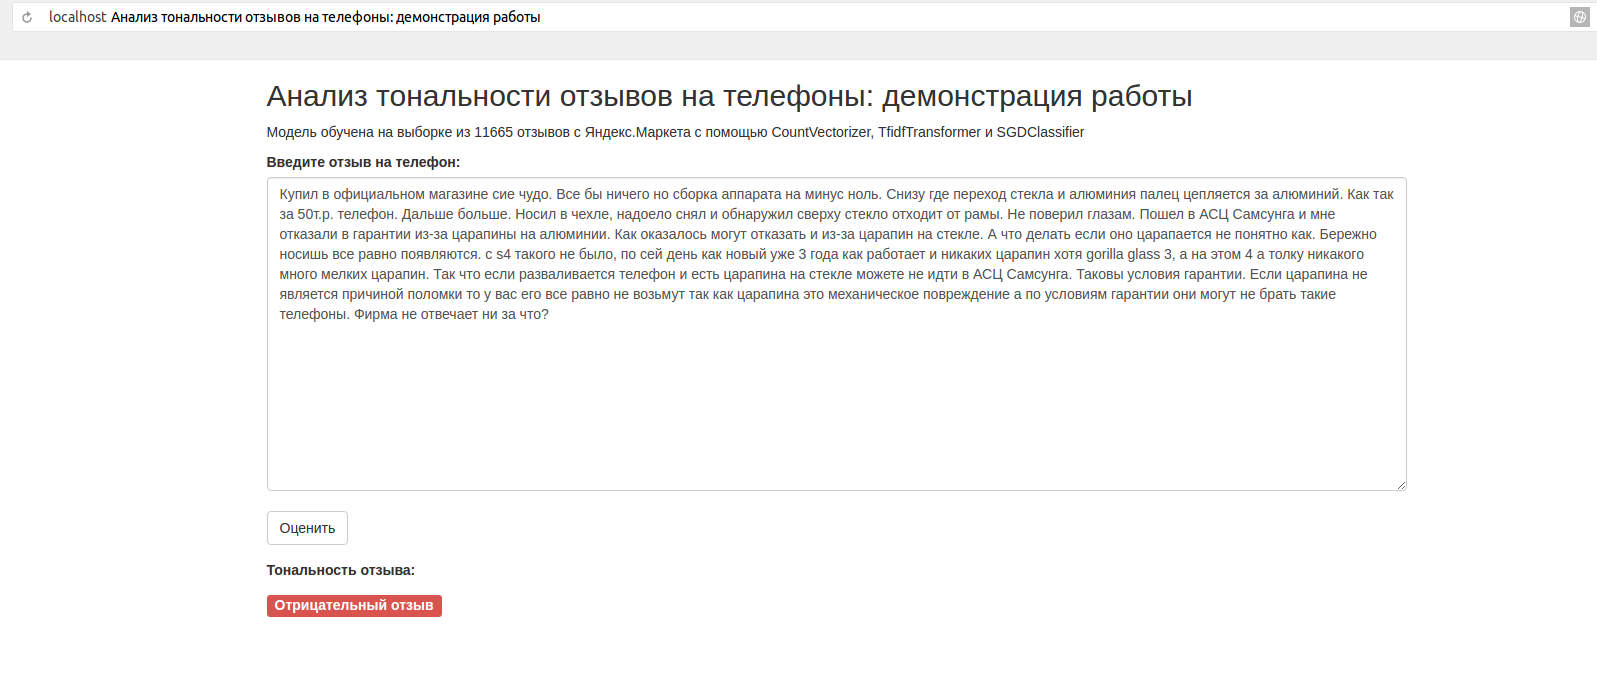 localhost Анализ тональности отзывов на телефоны: демонстрация работы
Анализ тональности отзывов на телефоны: демонстрация работы
Модель обучена на выборке из 11665 отзывов с Яндекс.Маркета с помощью CountVectorizer, TfidfTransformer и SGDClassifier
Введите отзыв на телефон:
Купил в официальном магазине сие чудо. Все бы ничего но сборка аппарата на минус ноль. Снизу где переход стекла и алюминия палец цепляется за алюминий. Как так
за 50т.р. телефон. Дальше больше. Носил в чехле, надоело снял и обнаружил сверху стекло отходит от рамы. Не поверил глазам. Пошел в АСЦ Самсунга и мне
отказали в гарантии из-за царапины на алюминии. Как оказалось могут отказать и из-за царапин на стекле. А что делать если оно царапается не понятно как. Бережно
носишь все равно появляются. с s4 такого не было, по сей день как новый уже 3 года как работает и никаких царапин хотя gorilla glass 3, а на этом 4 а толку никакого
много мелких царапин. Так что если разваливается телефон и есть царапина на стекле можете не идти в АСЦ Самсунга. Таковы условия гарантии. Если царапина не
является причиной поломки то у вас его все равно не возьмут так как царапина это механическое повреждение а по условиям гарантии они могут не брать такие
телефоны. Фирма не отвечает ни за что?
Оценить
Тональность отзыва:
Отрицательный отзыв